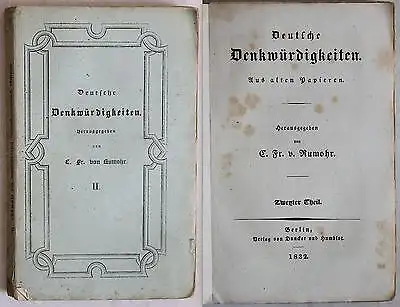 Deutsche
Denkwürdigkeiten.
Herausgegeben
von
C. Fr. von Rumohr.
II.
Deutsche
Denkwürdigkeiten.
Aus alten Papieren.
Herausgegeben
von
C. Fr. v. Rumohr.
Zweyter Theil.
Berlin,
Verlag von Duncker und Humblot.
1832.